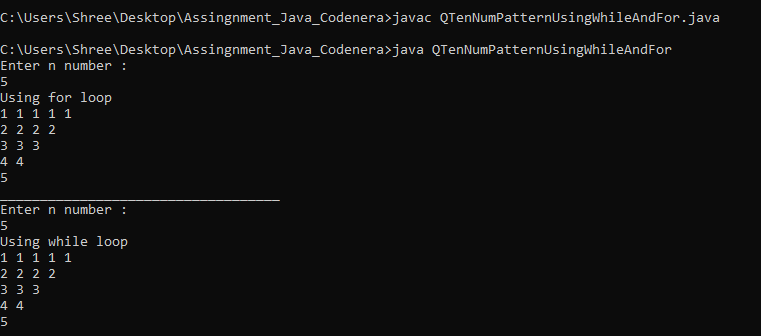 C:\Users\Shree\Desktop\Assingnment_Java_Codenera>javac QTenNumPatternUsingWhileAndFor.java
C:\Users\Shree\Desktop\Assingnment_Java_Codenera>java QTenNumPatternUsingWhileAndFor
Enter n number :
5
Using for loop
1 1 1 1 1
2 2 2 2
3 3 3
4 4
5
___________________________________
Enter n number :
5
Using while loop
1 1 1 1 1
2 2 2 2
3 3 3
4 4
5